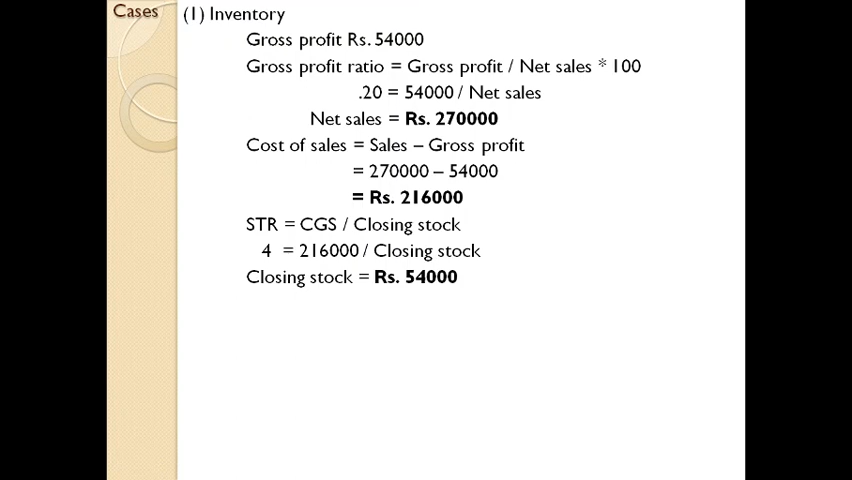 Cases
(1) Inventory
Gross profit Rs. 54000
Gross profit ratio = Gross profit / Net sales * 100
.20 = 54000 / Net sales
Net sales = Rs. 270000
Cost of sales = Sales – Gross profit
= 270000 – 54000
= Rs. 216000
STR = CGS / Closing stock
4 = 216000 / Closing stock
Closing stock = Rs. 54000